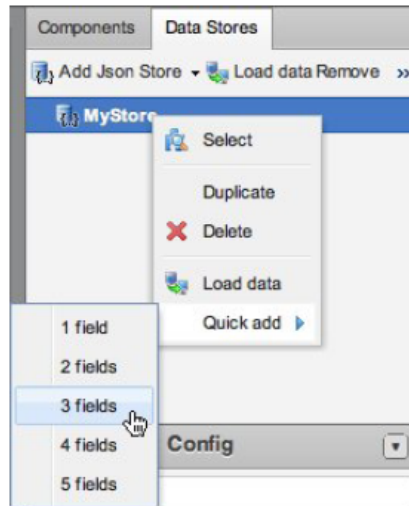 Components Data Stores
Add Json Store Load data Remove »
MyStore
Select
Duplicate
Delete
Load data
Quick add
1 field
2 fields
3 fields
4 fields
5 fields
Config